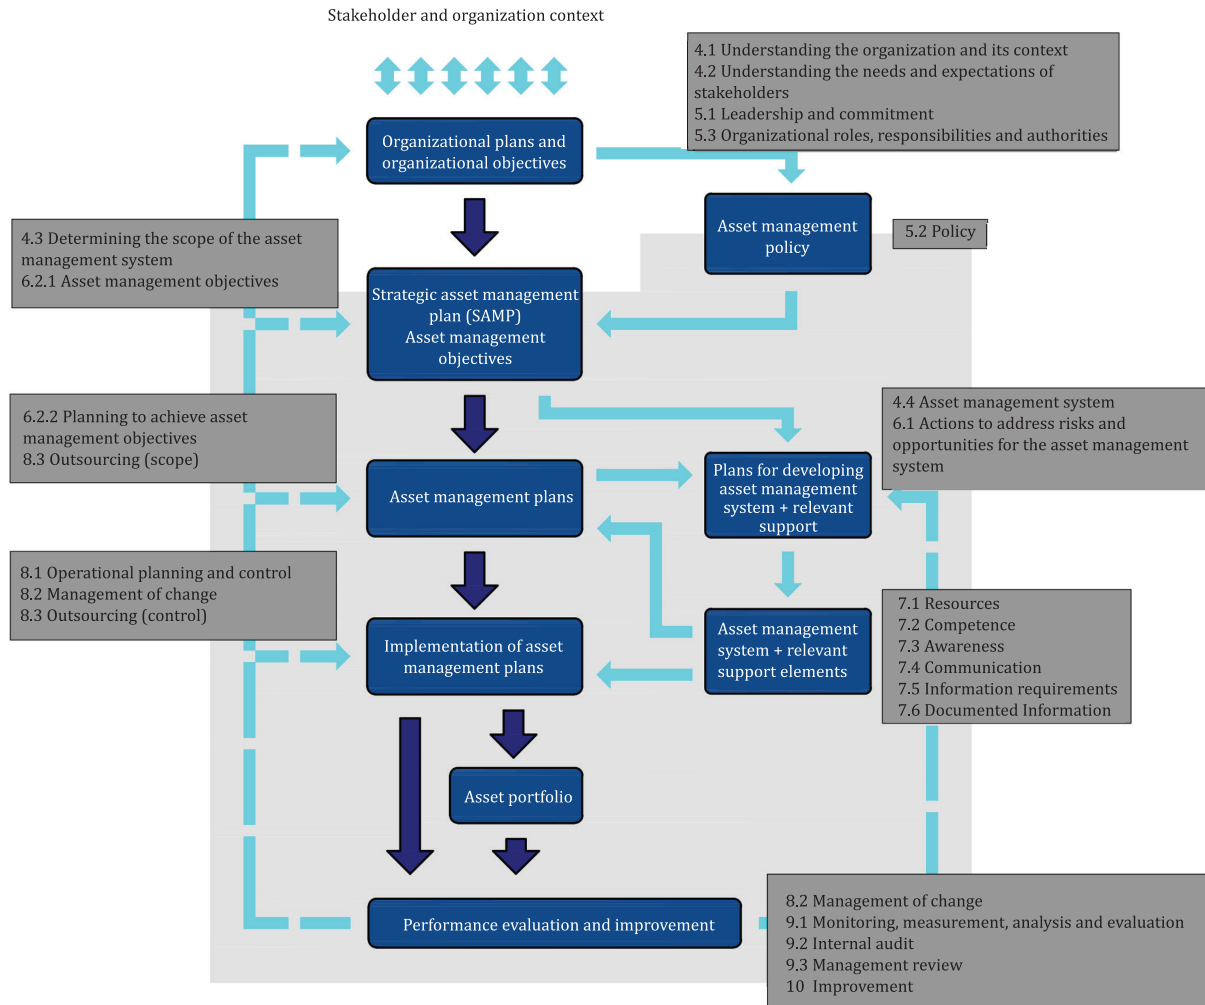 Stakeholder and organization context
4.1 Understanding the organization and its context
4.2 Understanding the needs and expectations of
stakeholders
5.1 Leadership and commitment
5.3 Organizational roles, responsibilities and authorities
Organizational plans and
organizational objectives
Asset management
policy
5.2 Policy
4.3 Determining the scope of the asset
management system
6.2.1 Asset management objectives
Strategic asset management
plan (SAMP)
Asset management
objectives
6.2.2 Planning to achieve asset
management objectives
8.3 Outsourcing (scope)
4.4 Asset management system
6.1 Actions to address risks and
opportunities for the asset management
system
Asset management plans
Plans for developing
asset management
system + relevant
support
8.1 Operational planning and control
8.2 Management of change
8.3 Outsourcing (control)
Implementation of asset
management plans
Asset management
system + relevant
support elements
7.1 Resources
7.2 Competence
7.3 Awareness
7.4 Communication
7.5 Information requirements
7.6 Documented Information
Asset portfolio
Performance evaluation and improvement
8.2 Management of change
9.1 Monitoring, measurement, analysis and evaluation
9.2 Internal audit
9.3 Management review
10 Improvement